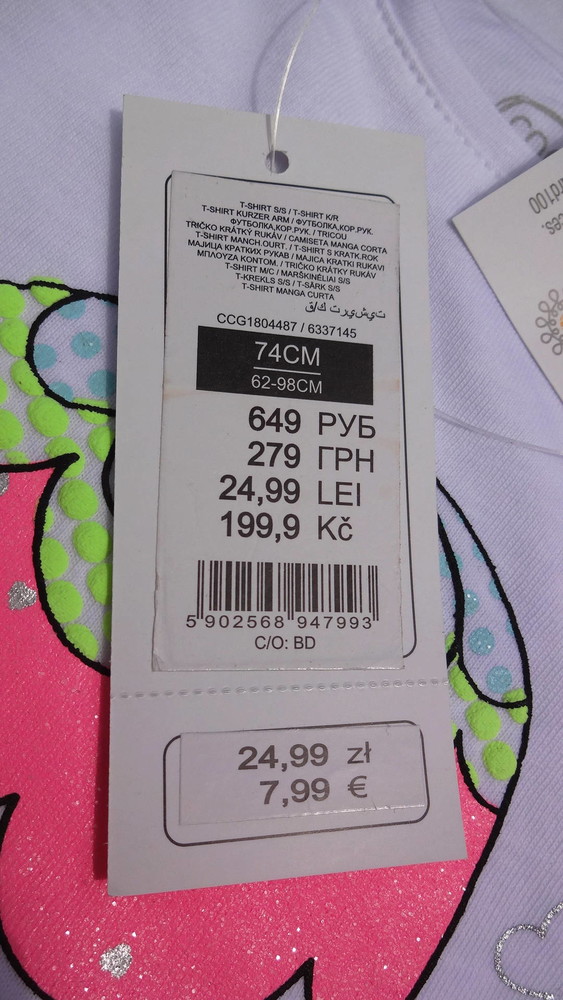 T-SHIRT S/S / T-SHIRT K/R
T-SHIRT KURZER ARM / ФУТБОЛКА,КОР.РУК.
ФУТБОЛКА,КОР.РУК. / TRICOU
TŘIČKO KRÁTKÝ RUKÁV / CAMISETA MANGA CORTA
T-SHIRT MANCH.OURT. / T-SHIRT S KRATK.ROK
МАЈИЦА КРАТКИХ РУКАВ / MAJICA KRATKI RUKAVI
ΜΠΛΟΥΖΑ ΚΟΝΤΟΜ. / TRIČKO KRÁTKY RUKÁV
T-SHIRT M/C / MARŠKINĖLIAI S/S
T-KREKLS S/S / T-SÄRK S/S
T-SHIRT MANGA CURTA
ق/ك تريشيت
CCG1804487 / 6337145
74CM
62-98CM
649 РУБ
279 ГРН
24,99 LEI
199,9 Kč
5 902568 947993
C/O: BD
24,99 zł
7,99 €